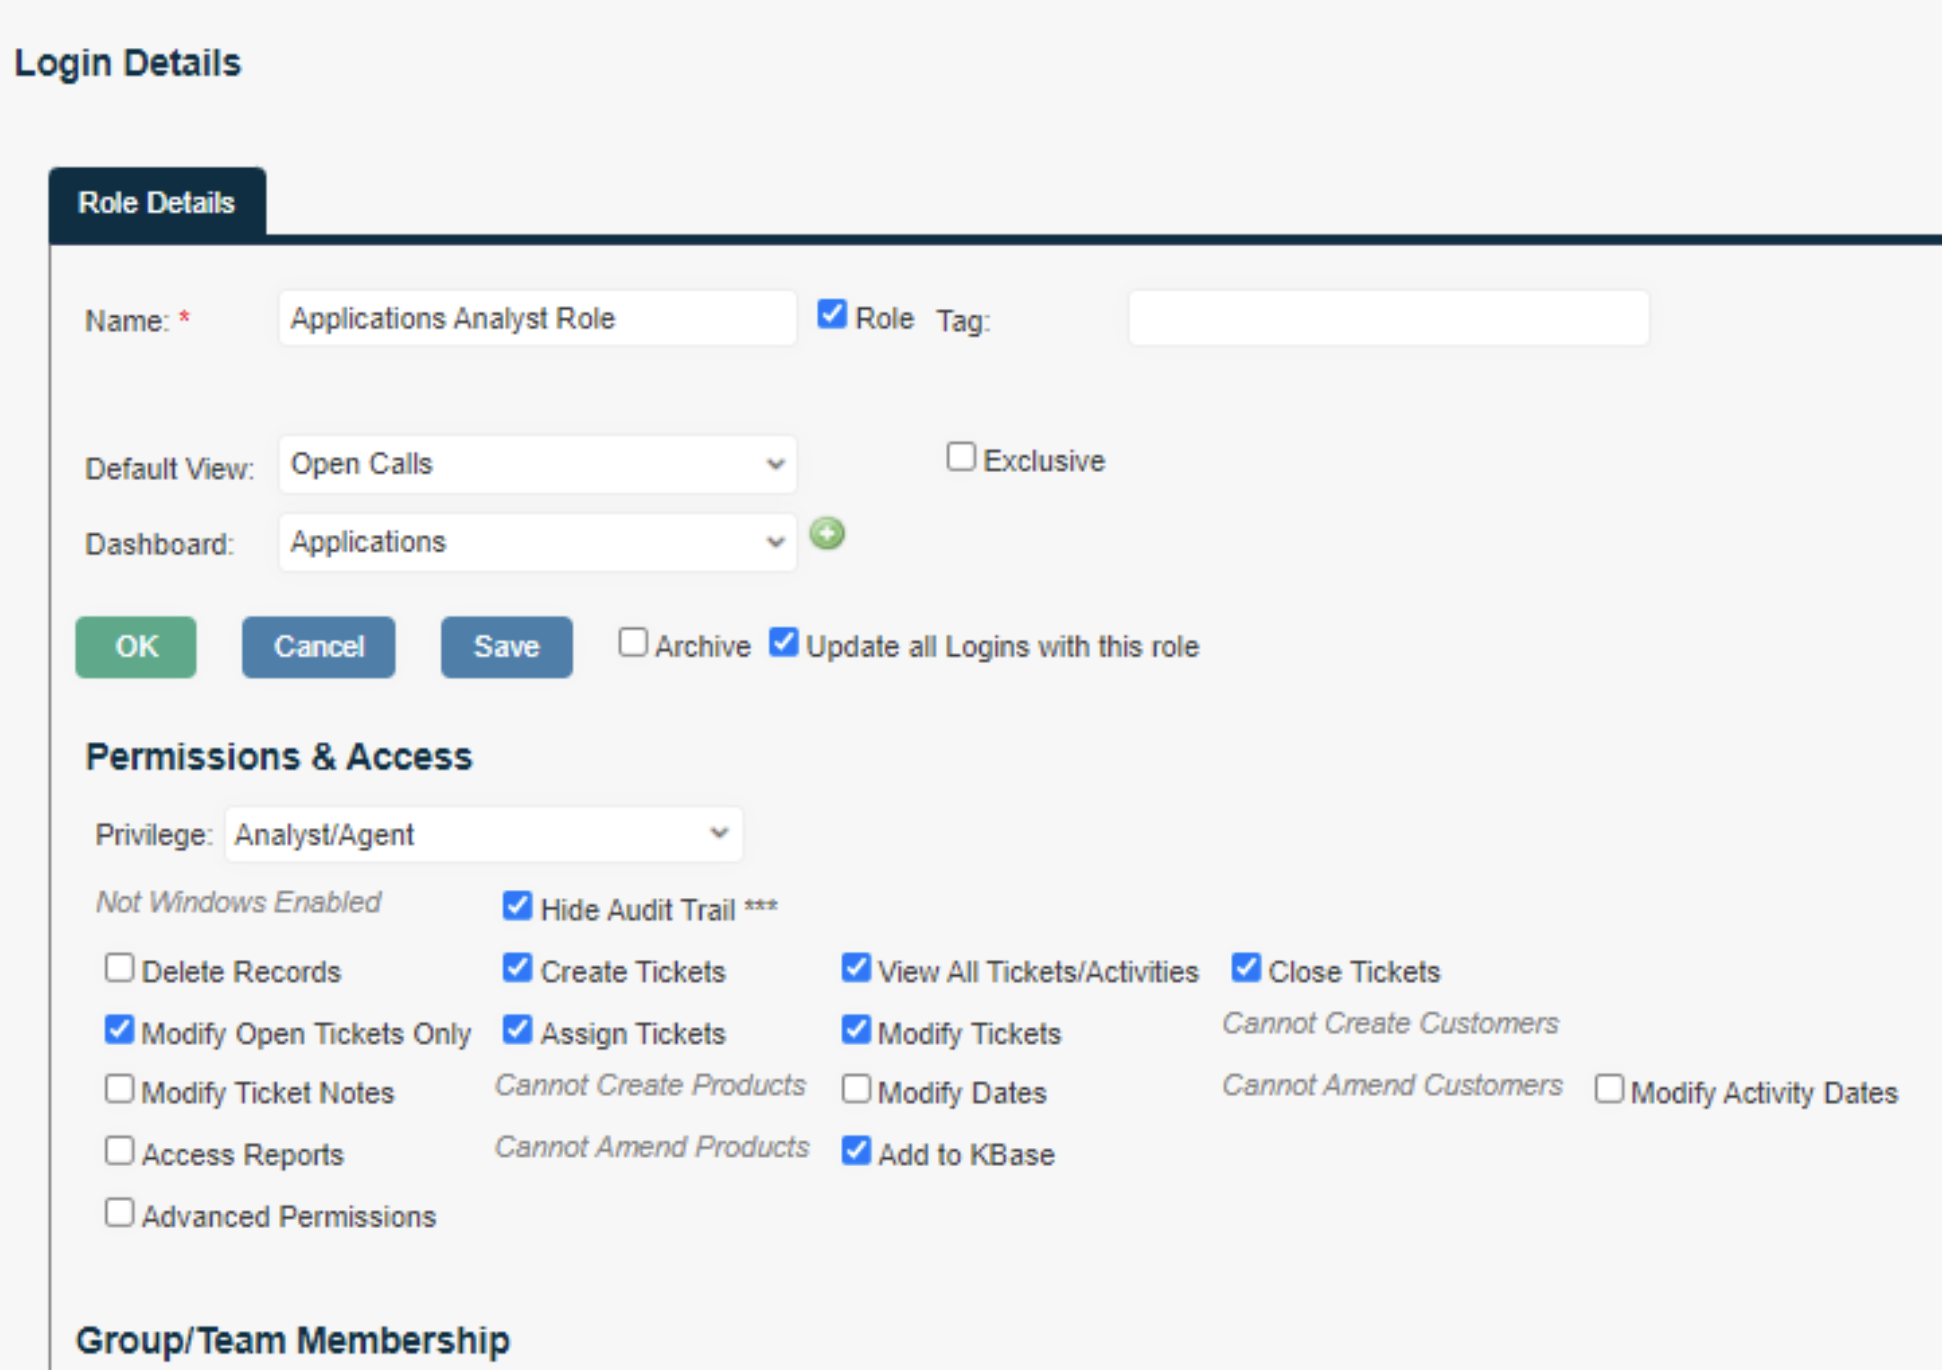 Login Details
Role Details
Name: * Applications Analyst Role Role Tag:
Default View: Open Calls Exclusive
Dashboard: Applications
OK Cancel Save Archive Update all Logins with this role
Permissions & Access
Privilege: Analyst/Agent
Not Windows Enabled Hide Audit Trail ***
Delete Records Create Tickets View All Tickets/Activities Close Tickets
Modify Open Tickets Only Assign Tickets Modify Tickets Cannot Create Customers
Modify Ticket Notes Cannot Create Products Modify Dates Cannot Amend Customers Modify Activity Dates
Access Reports Cannot Amend Products Add to KBase
Advanced Permissions
Group/Team Membership